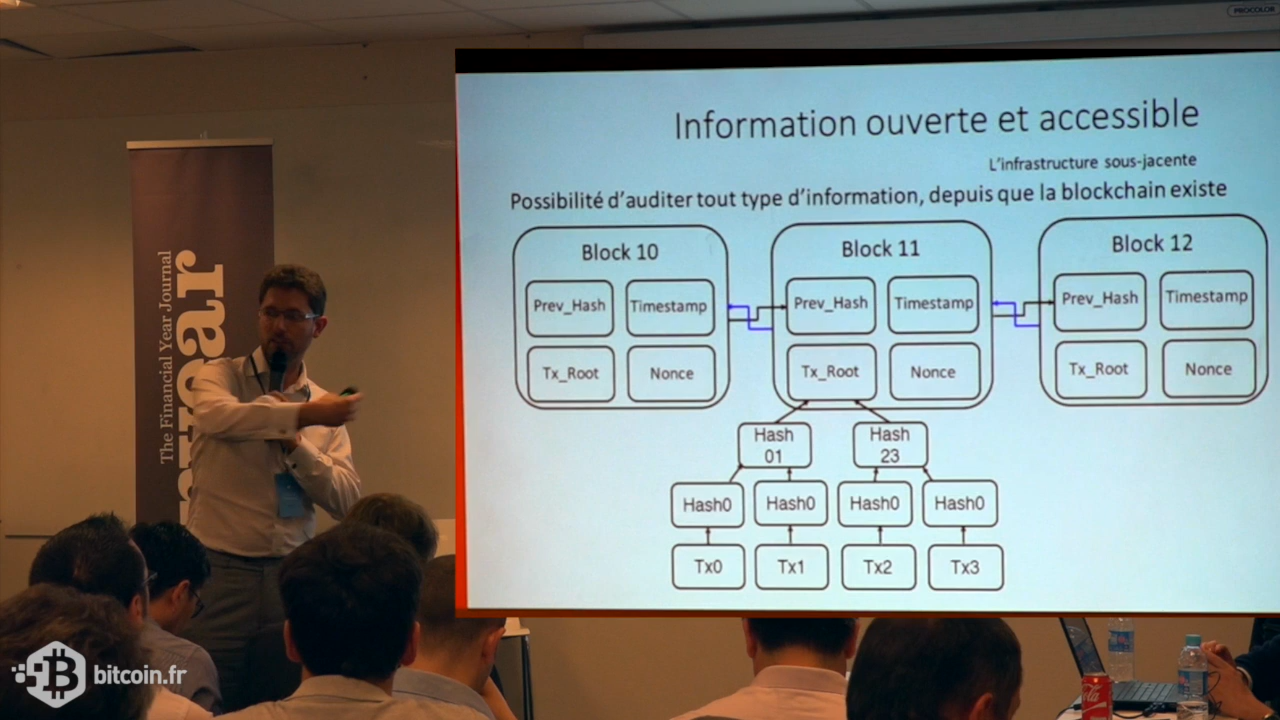 PROCOLOR
Information ouverte et accessible
L'infrastructure sous-jacente
Possibilité d'auditer tout type d'information, depuis que la blockchain existe
Block 10
Block 11
Block 12
Prev_Hash
Timestamp
Prev_Hash
Timestamp
Prev_Hash
Timestamp
Tx_Root
Nonce
Tx_Root
Nonce
Tx_Root
Nonce
Hash
01
Hash
23
Hash0
Hash0
Hash0
Hash0
Tx0
Tx1
Tx2
Tx3
The Financial Year Journal
bitcoin.fr